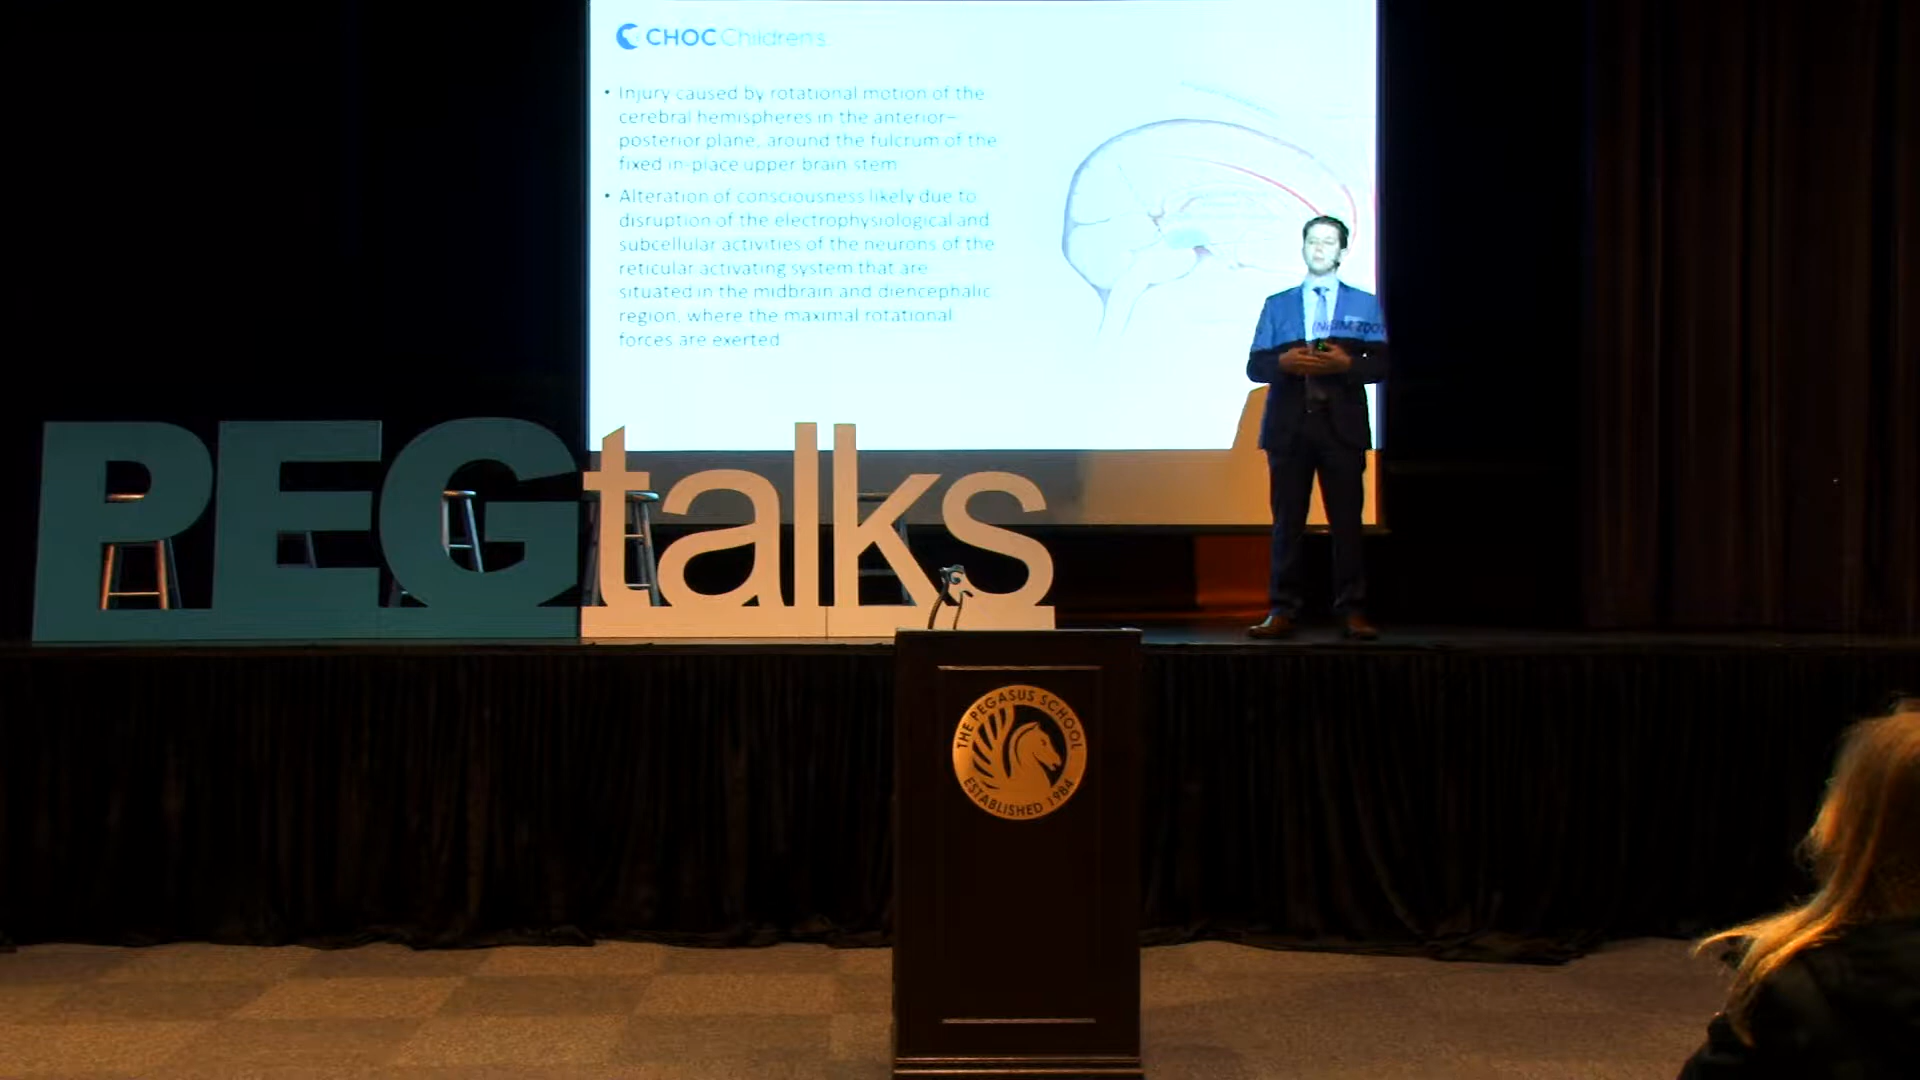 CHOC Children's
• Injury caused by rotational motion of the
cerebral hemispheres in the anterior–
posterior plane, around the fulcrum of the
fixed in-place upper brain stem
• Alteration of consciousness likely due to
disruption of the electrophysiological and
subcellular activities of the neurons of the
reticular activating system that are
situated in the midbrain and diencephalic
region, where the maximal rotational
forces are exerted
(NEJM 2007
PEGtalks
THE PEGASUS SCHOOL
ESTABLISHED 1984